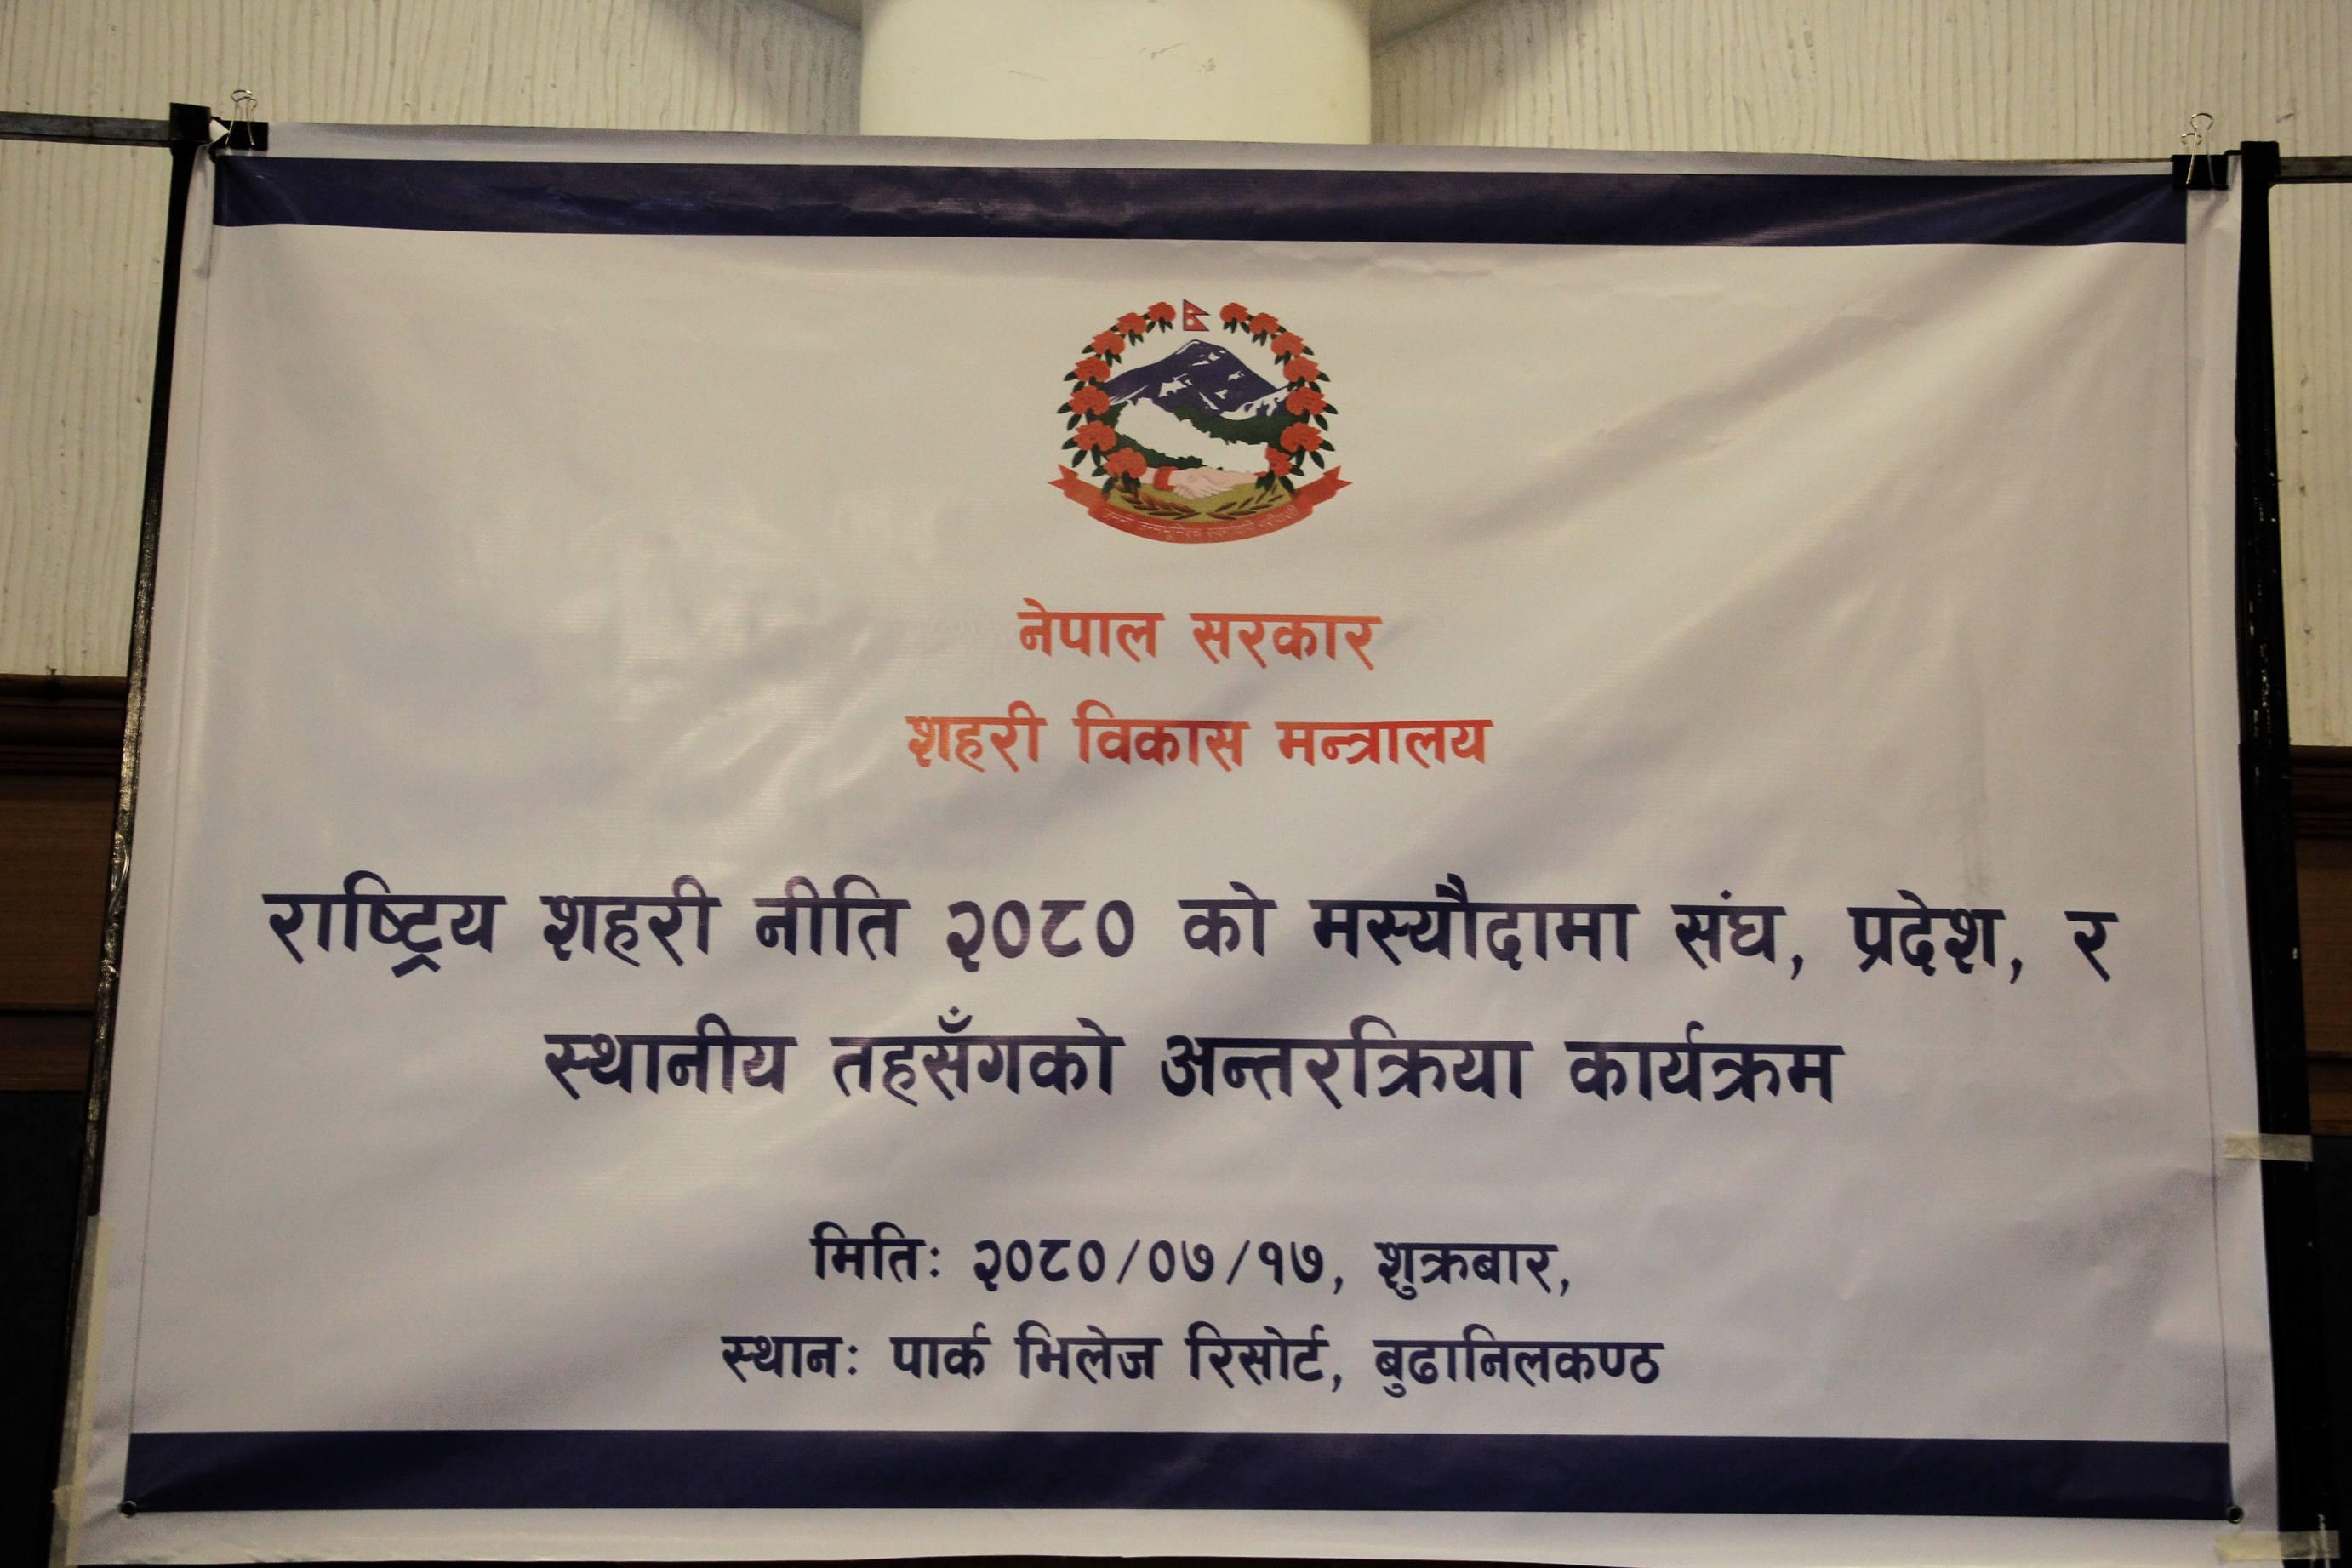 नेपाल सरकार
शहरी विकास मन्त्रालय
राष्ट्रिय शहरी नीति २०८० को मस्यौदामा संघ, प्रदेश, र
स्थानीय तहसँगको अन्तरक्रिया कार्यक्रम
मितिः २०८०/०७/१७, शुक्रबार,
स्थानः पार्क भिलेज रिसोर्ट, बुढानिलकण्ठ